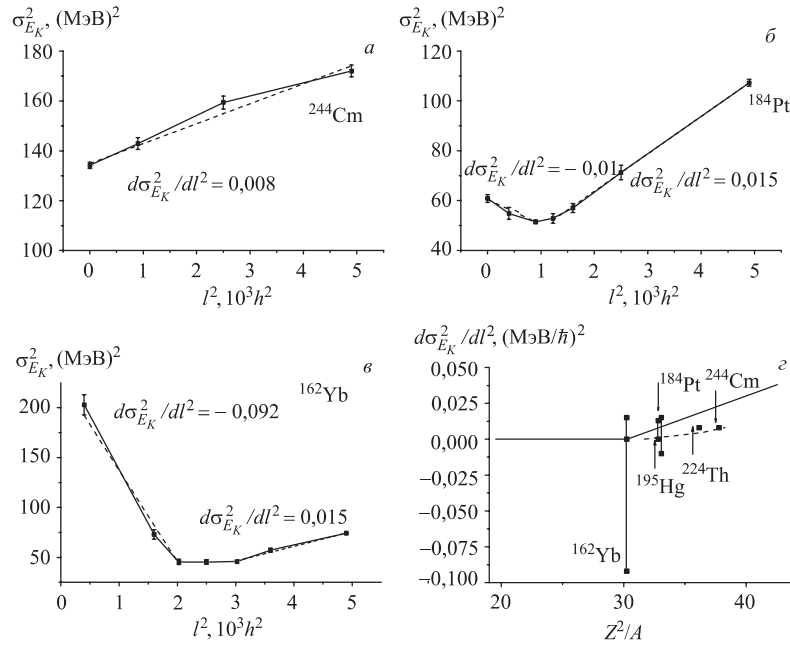 σ²_{E_K}, (МэВ)²
а
180
160
140
120
100
²⁴⁴Cm
dσ²_{E_K}/dl² = 0,008
0 1 2 3 4 5
l², 10³h²
σ²_{E_K}, (МэВ)²
б
120
100
80
60
40
¹⁸⁴Pt
dσ²_{E_K}/dl² = − 0,01
dσ²_{E_K}/dl² = 0,015
0 1 2 3 4 5
l², 10³h²
σ²_{E_K}, (МэВ)²
в
200
150
100
50
¹⁶²Yb
dσ²_{E_K}/dl² = − 0,092
dσ²_{E_K}/dl² = 0,015
0 1 2 3 4 5
l², 10³h²
dσ²_{E_K}/dl², (МэВ/ħ)²
г
0,050
0,025
0,000
−0,025
−0,050
−0,075
−0,100
¹⁸⁴Pt ²⁴⁴Cm
¹⁹⁵Hg ²²⁴Th
¹⁶²Yb
20 30 40
Z²/A